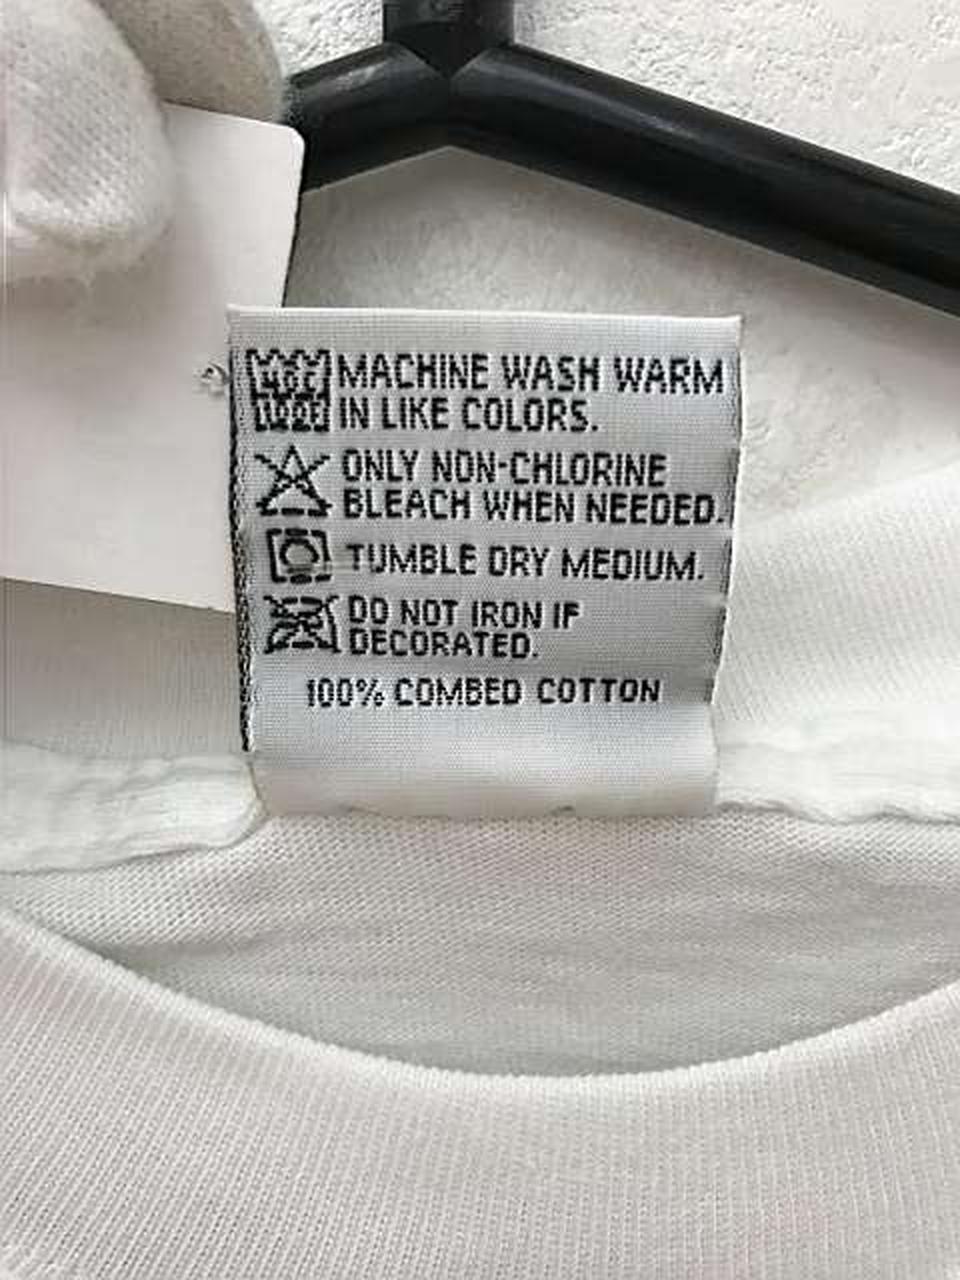 MACHINE WASH WARM
IN LIKE COLORS.
ONLY NON-CHLORINE
BLEACH WHEN NEEDED.
TUMBLE DRY MEDIUM.
DO NOT IRON IF
DECORATED.
100% COMBED COTTON